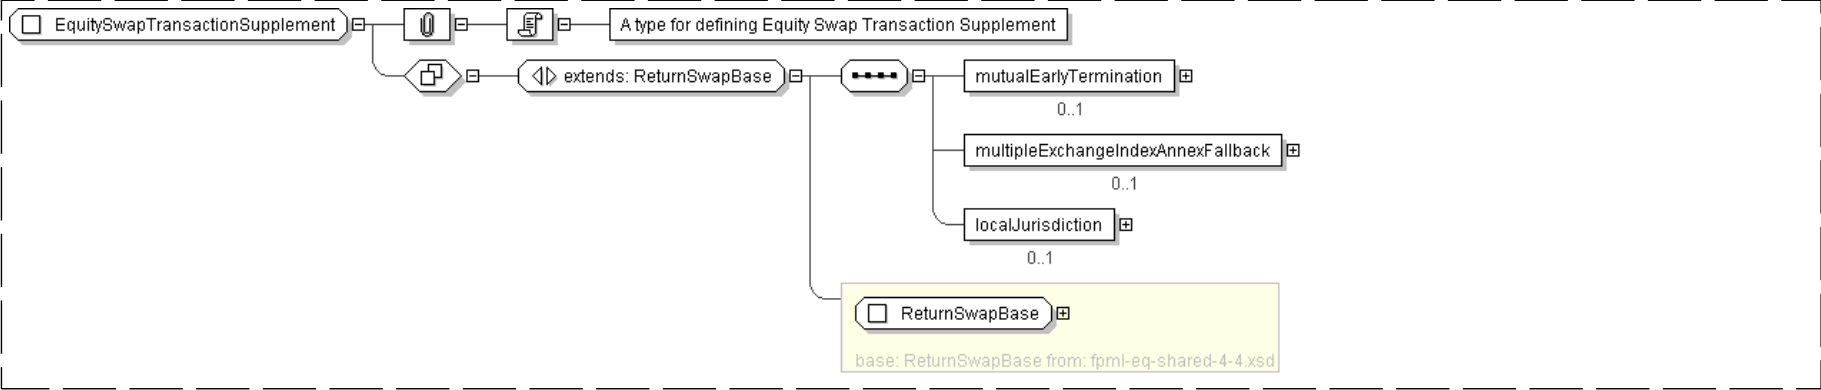 EquitySwapTransactionSupplement
A type for defining Equity Swap Transaction Supplement
extends: ReturnSwapBase
mutualEarlyTermination
0..1
multipleExchangeIndexAnnexFallback
0..1
localJurisdiction
0..1
ReturnSwapBase
base: ReturnSwapBase from: fpml-eq-shared-4-4.xsd